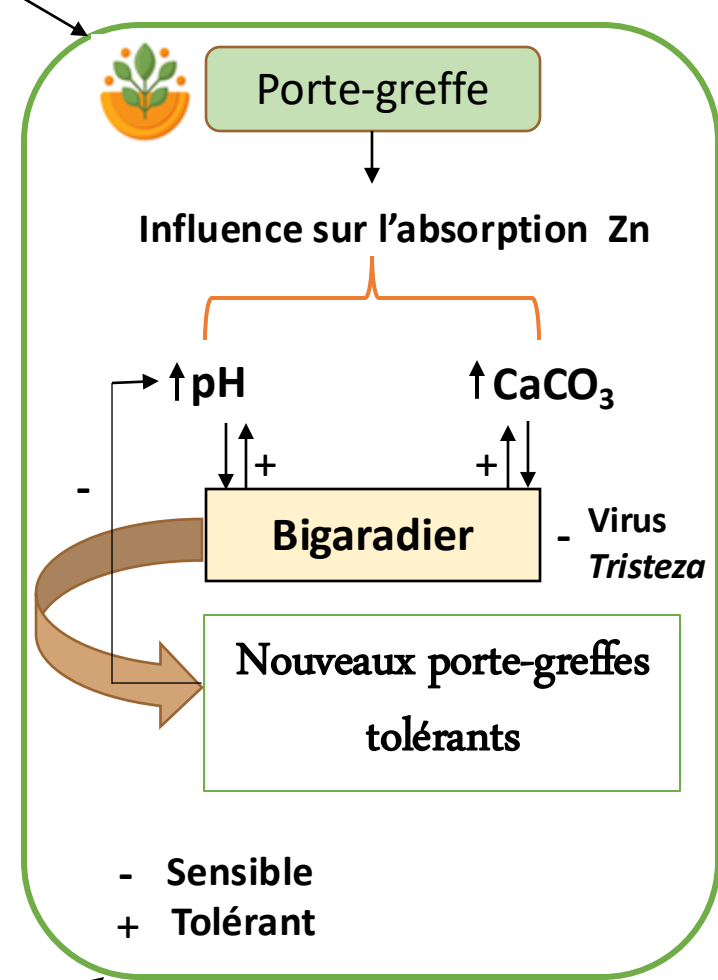 Porte-greffe
Influence sur l'absorption Zn
↑pH
↑CaCO₃
+
+
-
Bigaradier
- Virus
Tristeza
Nouveaux porte-greffes
tolérants
- Sensible
+ Tolérant